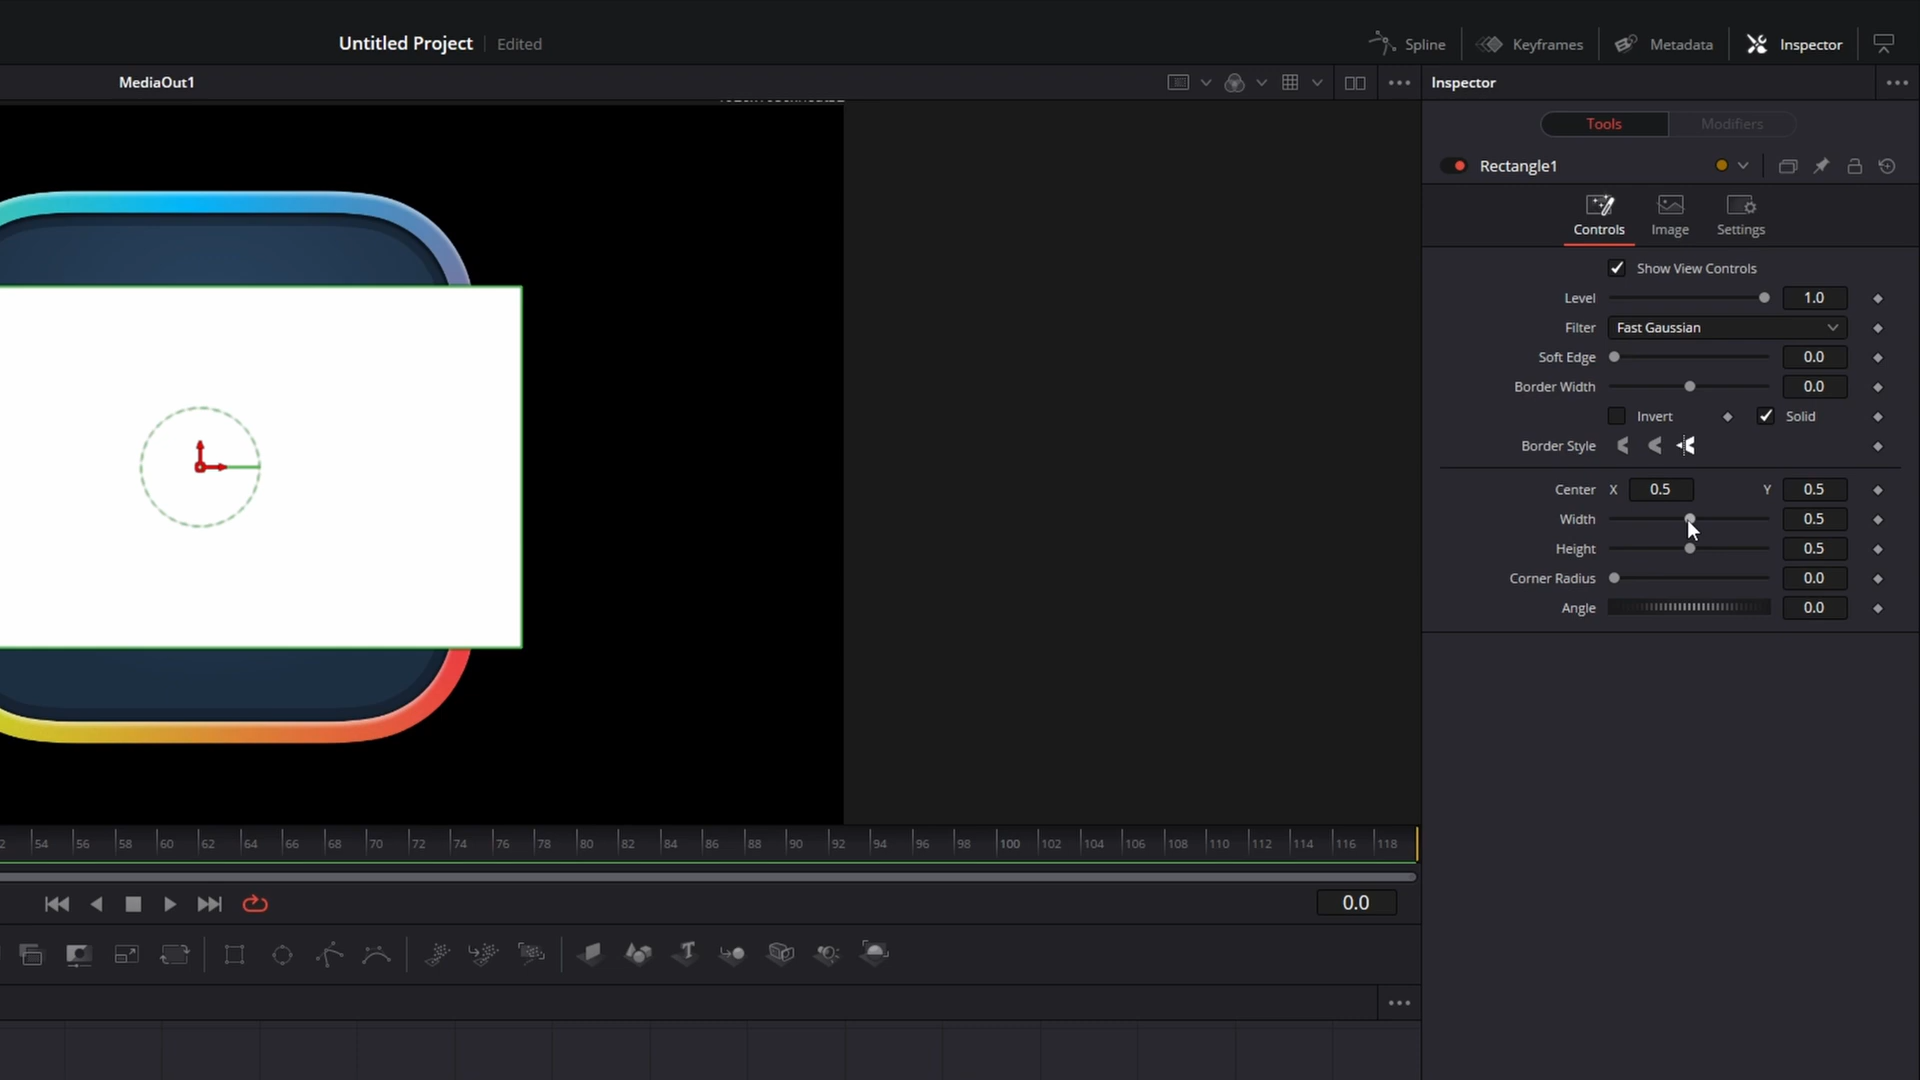 Untitled Project Edited Spline Keyframes Metadata Inspector
MediaOut1 Inspector
Tools Modifiers
Rectangle1
Controls Image Settings
Show View Controls
Level 1.0
Filter Fast Gaussian
Soft Edge 0.0
Border Width 0.0
Invert Solid
Border Style
Center X 0.5 Y 0.5
Width 0.5
Height 0.5
Corner Radius 0.0
Angle 0.0
54 56 58 60 62 64 66 68 70 72 74 76 78 80 82 84 86 88 90 92 94 96 98 100 102 104 106 108 110 112 114 116 118
0.0